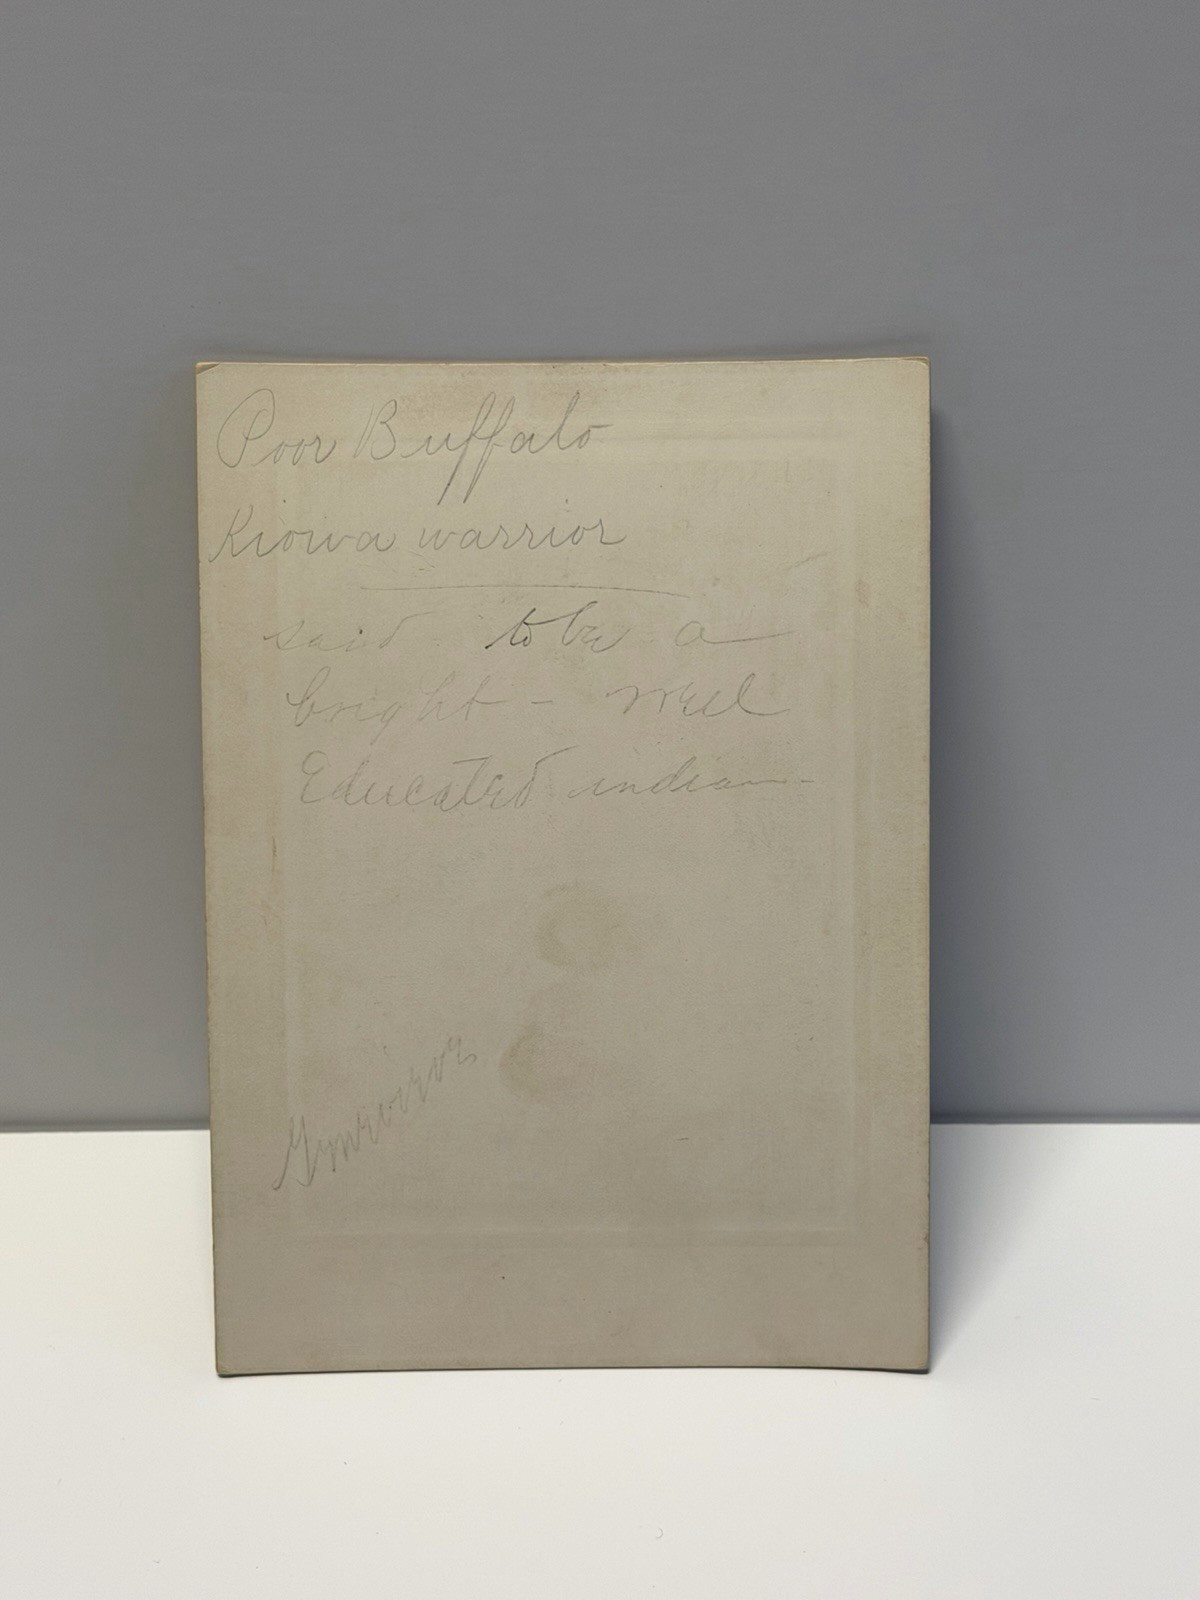 Poor Buffalo
Kiowa warrior
said to be a
bright - well
Educated indian